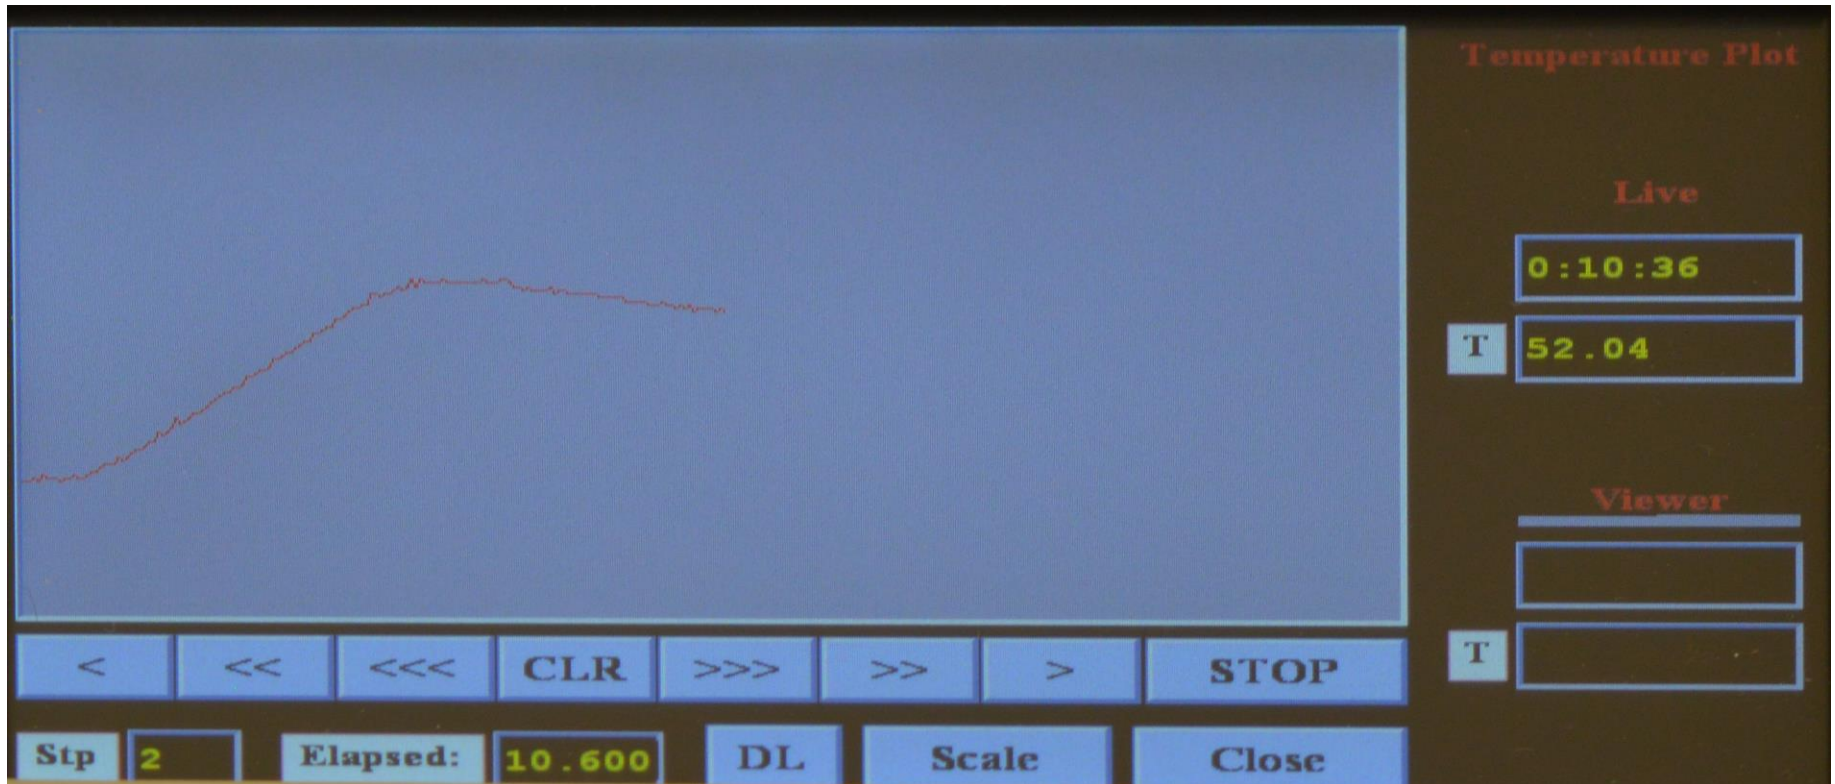 Temperature Plot
Live
0:10:36
T 52.04
Viewer
T
< << <<< CLR >>> >> > STOP
Stp 2 Elapsed: 10.600 DL Scale Close